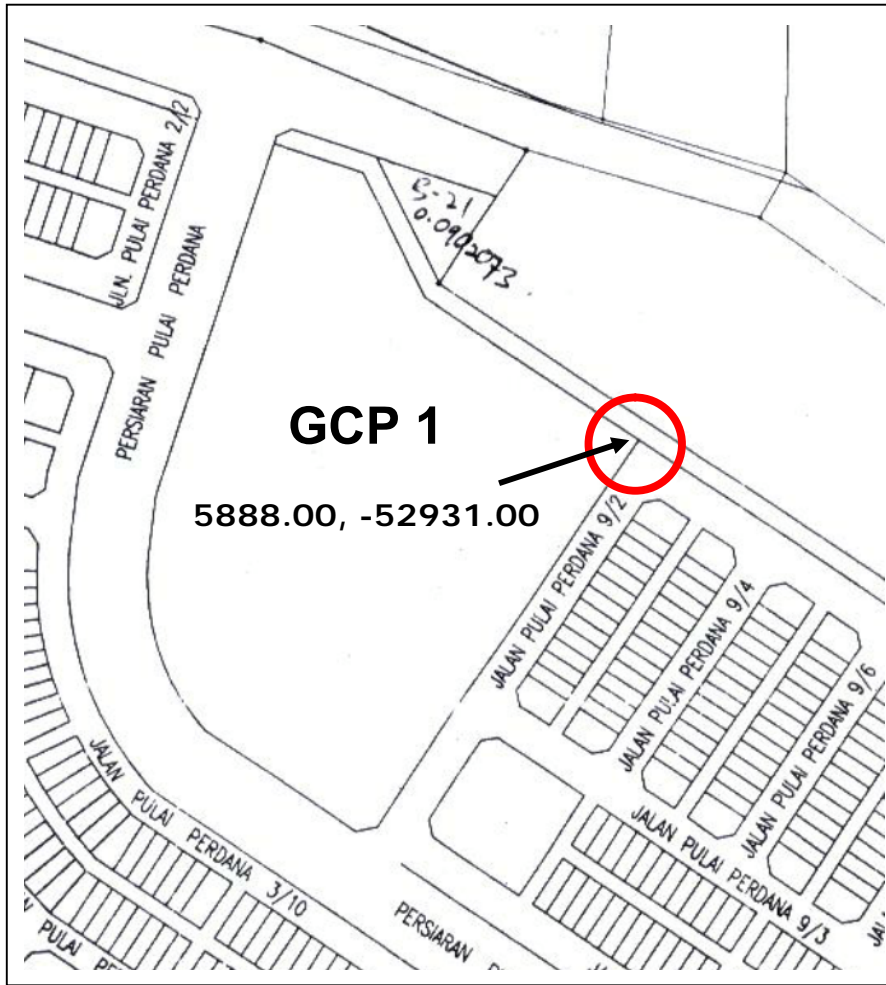 JLN. PULAI PERDANA 2/12
PERSIARAN PULAI PERDANA
S-21
0.0902073
GCP 1
5888.00, -52931.00
JALAN PULAI PERDANA 9/2
JALAN PULAI PERDANA 9/4
JALAN PULAI PERDANA 9/6
JALAN PULAI PERDANA 3/10
JALAN PULAI PERDANA 9/3
PERSIARAN
PULAI